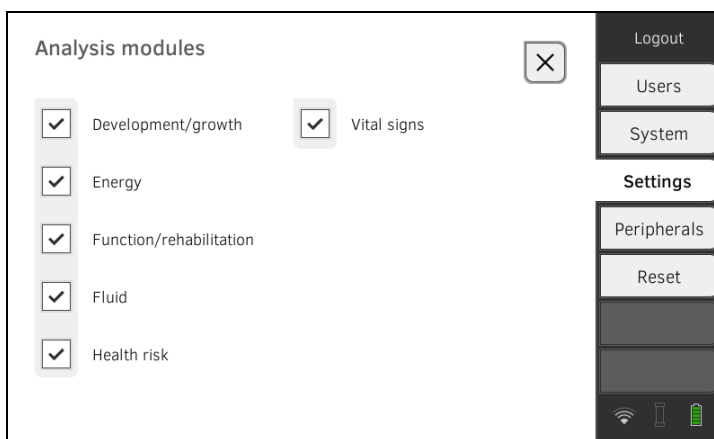 Analysis modules
Development/growth
Energy
Function/rehabilitation
Fluid
Health risk
Vital signs
Logout
Users
System
Settings
Peripherals
Reset